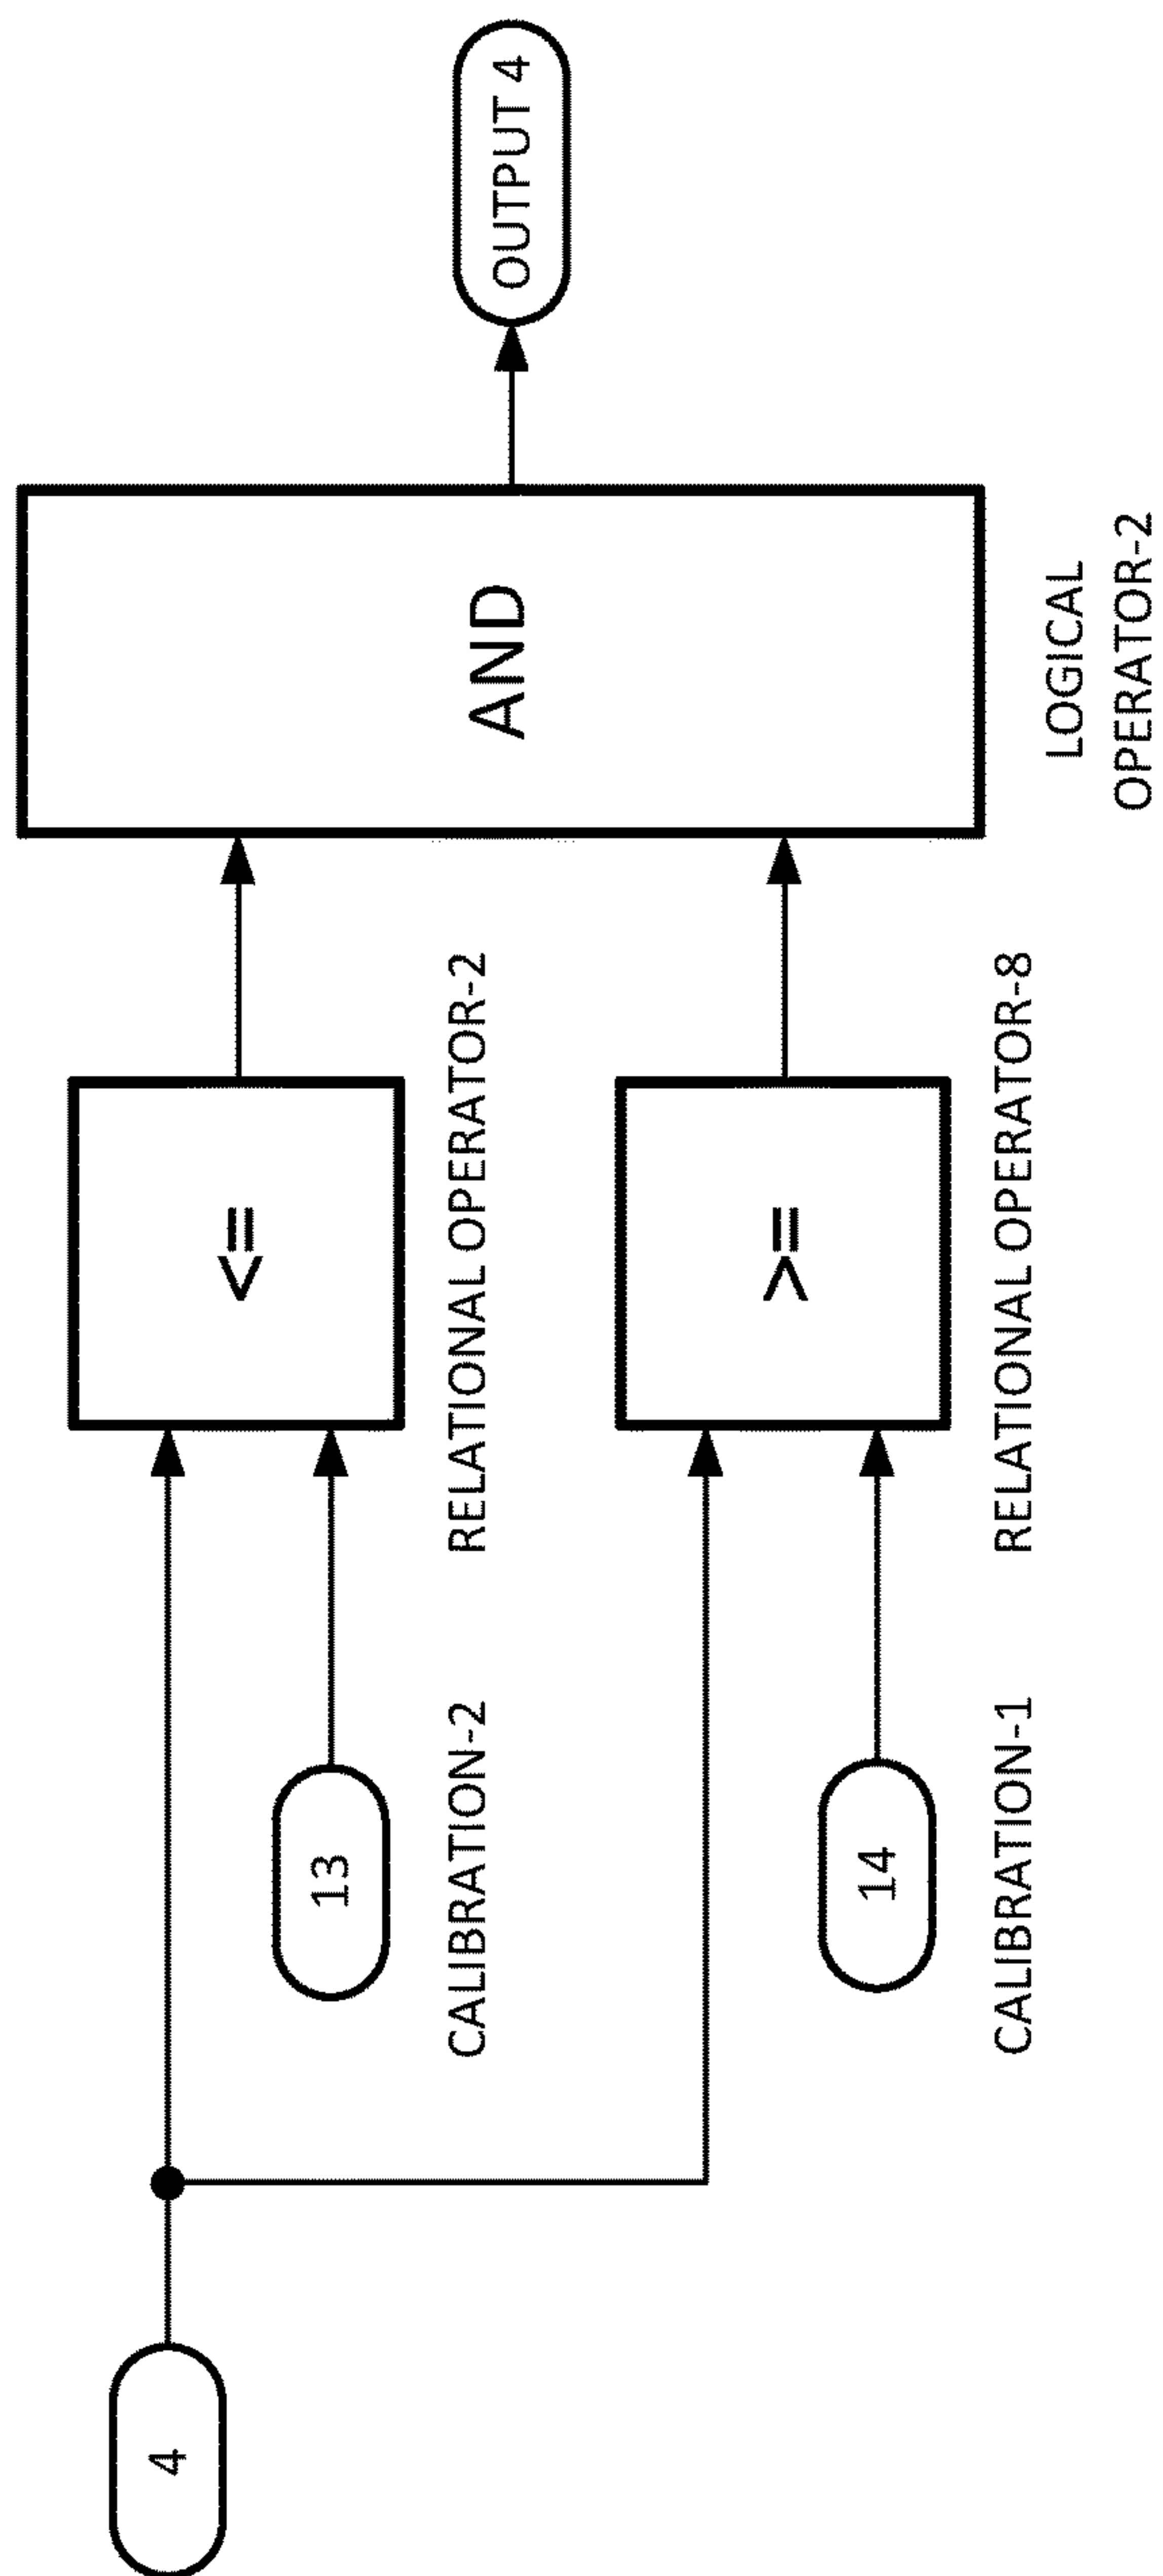 4
13
CALIBRATION-2
<=
RELATIONAL OPERATOR-2
14
CALIBRATION-1
>=
RELATIONAL OPERATOR-8
AND
LOGICAL
OPERATOR-2
OUTPUT 4